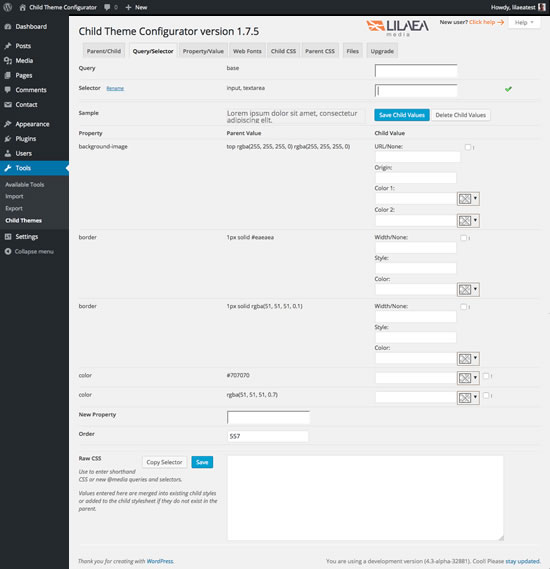 Child Theme Configurator
0
New
Howdy, lilaeatest
Dashboard
Posts
Media
Pages
Comments
Contact
Appearance
Plugins
Users
Tools
Available Tools
Import
Export
Child Themes
Settings
Collapse menu
Child Theme Configurator version 1.7.5
LILAEA
media
New user? Click help
Help
Parent/Child
Query/Selector
Property/Value
Web Fonts
Child CSS
Parent CSS
Files
Upgrade
Query
base
Selector Rename
input, textarea
Sample
Lorem ipsum dolor sit amet, consectetur
adipiscing elit.
Save Child Values
Delete Child Values
Property
Parent Value
Child Value
background-image
top rgba(255, 255, 255, 0) rgba(255, 255, 255, 0)
URL/None:
!
Origin:
Color 1:
Color 2:
border
1px solid #eaeaea
Width/None:
!
Style:
Color:
border
1px solid rgba(51, 51, 51, 0.1)
Width/None:
!
Style:
Color:
color
#707070
!
color
rgba(51, 51, 51, 0.7)
!
New Property
Order
557
Raw CSS
Copy Selector
Save
Use to enter shorthand
CSS or new @media queries and selectors.
Values entered here are merged into existing child styles
or added to the child stylesheet if they do not exist in the
parent.
Thank you for creating with WordPress.
You are using a development version (4.3-alpha-32881). Cool! Please stay updated.